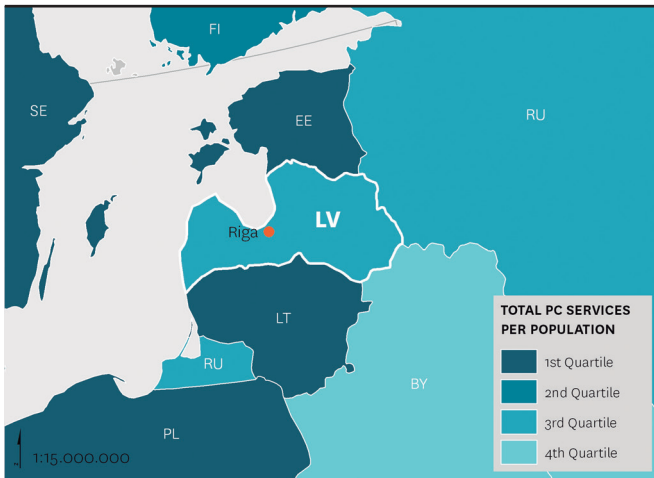 FI
SE
EE
RU
LV
Riga
LT
RU
BY
PL
1:15.000.000
TOTAL PC SERVICES
PER POPULATION
1st Quartile
2nd Quartile
3rd Quartile
4th Quartile